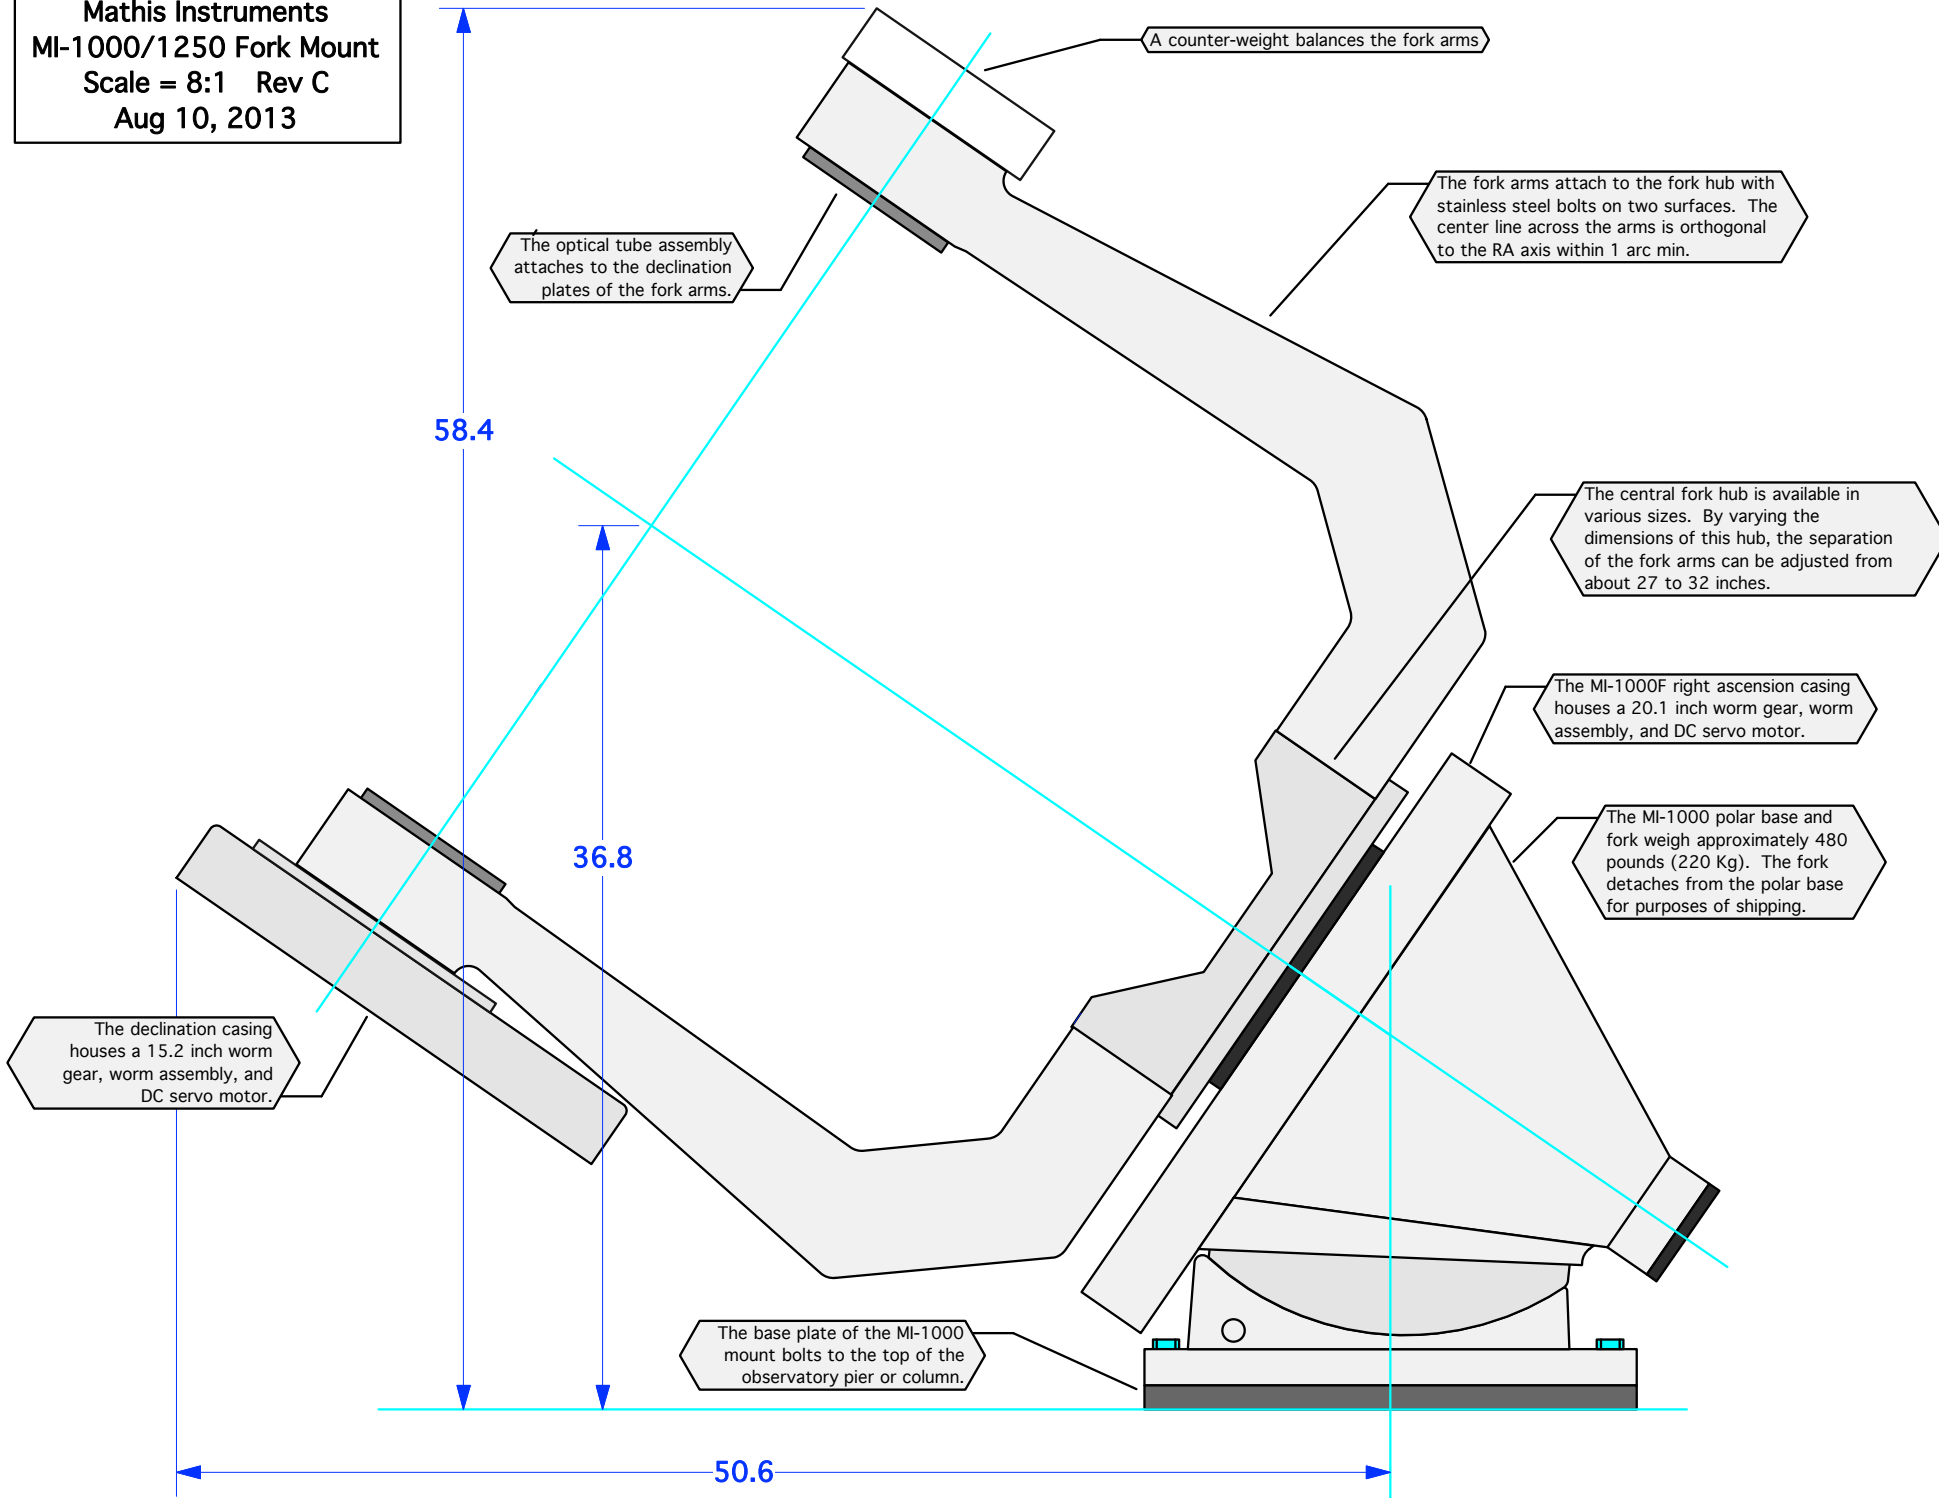 Mathis Instruments
MI-1000/1250 Fork Mount
Scale = 8:1   Rev C
Aug 10, 2013
A counter-weight balances the fork arms
The fork arms attach to the fork hub with
stainless steel bolts on two surfaces.  The
center line across the arms is orthogonal
to the RA axis within 1 arc min.
The optical tube assembly
attaches to the declination
plates of the fork arms.
58.4
The central fork hub is available in
various sizes.  By varying the
dimensions of this hub, the separation
of the fork arms can be adjusted from
about 27 to 32 inches.
The MI-1000F right ascension casing
houses a 20.1 inch worm gear, worm
assembly, and DC servo motor.
36.8
The MI-1000 polar base and
fork weigh approximately 480
pounds (220 Kg).  The fork
detaches from the polar base
for purposes of shipping.
The declination casing
houses a 15.2 inch worm
gear, worm assembly, and
DC servo motor.
The base plate of the MI-1000
mount bolts to the top of the
observatory pier or column.
50.6